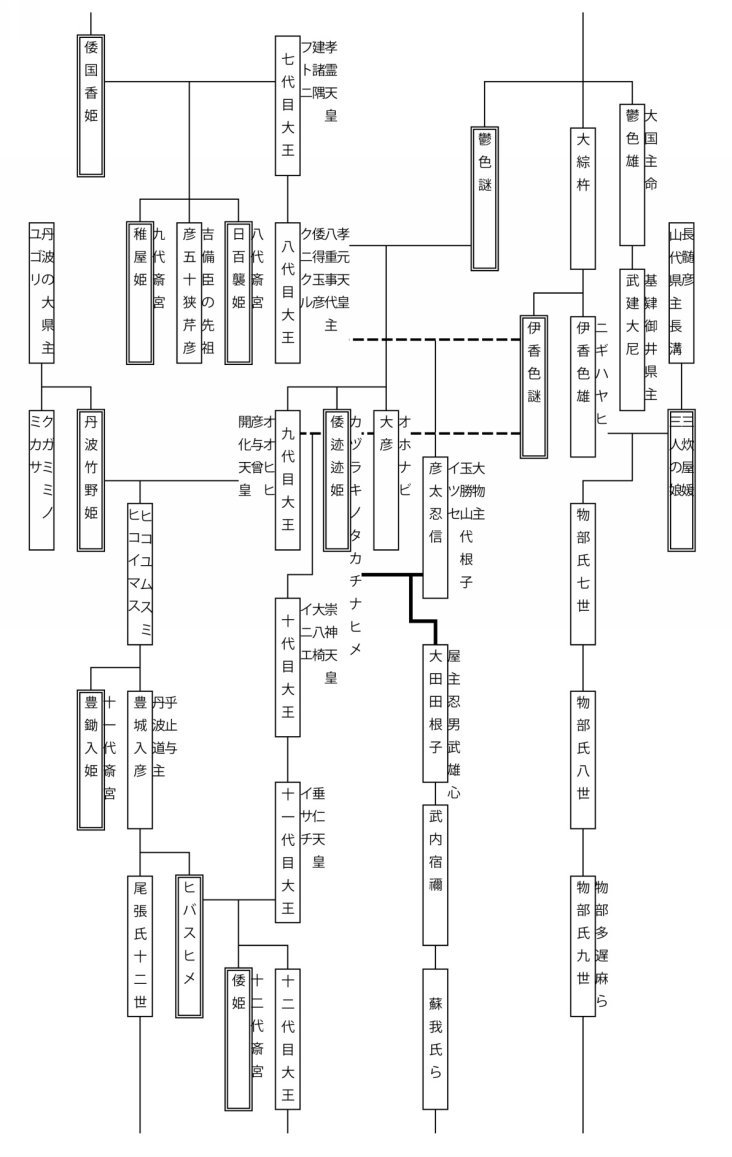 倭国香姫
七代目大王
孝霊天皇
建諸隅
フトニ
鬱色謎
大綜杵
鬱色雄
大国主命
丹波の大県主
ユゴリ
稚屋姫
九代斎宮
彦五十狭芹彦
吉備臣の先祖
日百襲姫
八代斎宮
八代目大王
孝元天皇
八重事代主
倭得玉彦
クニクル
伊香色謎
伊香色雄
ニギハヤヒ
武建大尼
基肄御井県主
長髄彦
山代県主長溝
クガミミノ
ミカサ
丹波竹野姫
九代目大王
オオヒヒ
彦与曾
開化天皇
倭迹迹姫
カヅラキノタカチナヒメ
大彦
オホナビ
彦太忍信
大物主
玉勝山代根子
イツセ
三炊屋媛
三人の娘
ヒコユムスミ
ヒコイマス
物部氏七世
十代目大王
崇神天皇
大八椅
イニエ
大田田根子
屋主忍男武雄心
豊鋤入姫
十一代斎宮
豊城入彦
乎止与
丹波道主
物部氏八世
十一代目大王
垂仁天皇
イサチ
武内宿禰
尾張氏十二世
ヒバスヒメ
物部氏九世
物部多遅麻ら
倭姫
十二代斎宮
十二代目大王
蘇我氏ら